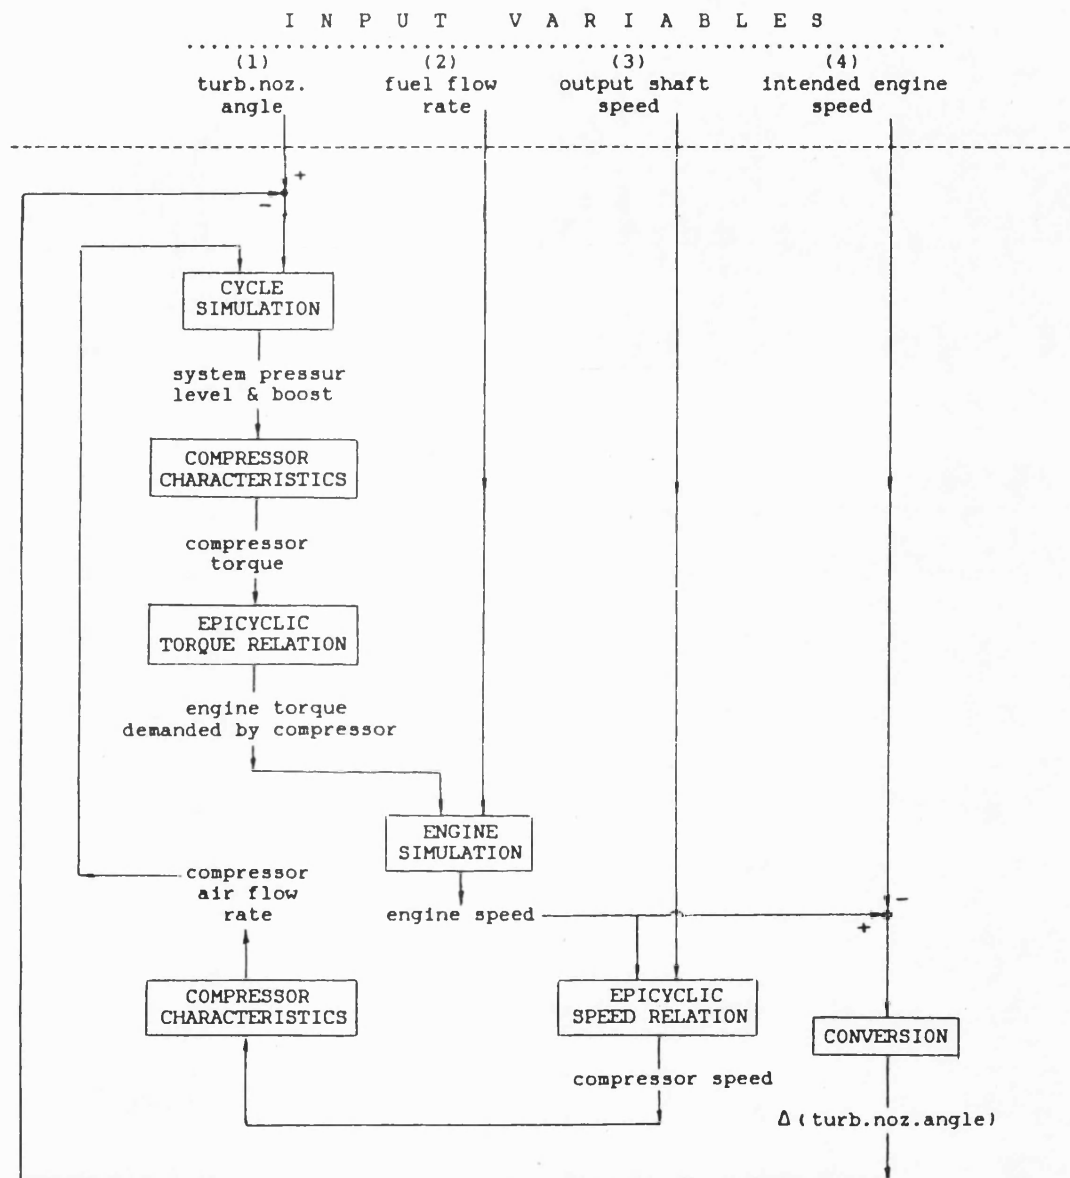 I N P U T V A R I A B L E S
(1) (2) (3) (4)
turb.noz. fuel flow output shaft intended engine
angle rate speed speed
+
-
CYCLE
SIMULATION
system pressur
level & boost
COMPRESSOR
CHARACTERISTICS
compressor
torque
EPICYCLIC
TORQUE RELATION
engine torque
demanded by compressor
ENGINE
SIMULATION
compressor
air flow
rate
engine speed
-
+
COMPRESSOR
CHARACTERISTICS
EPICYCLIC
SPEED RELATION
CONVERSION
compressor speed
Δ(turb.noz.angle)